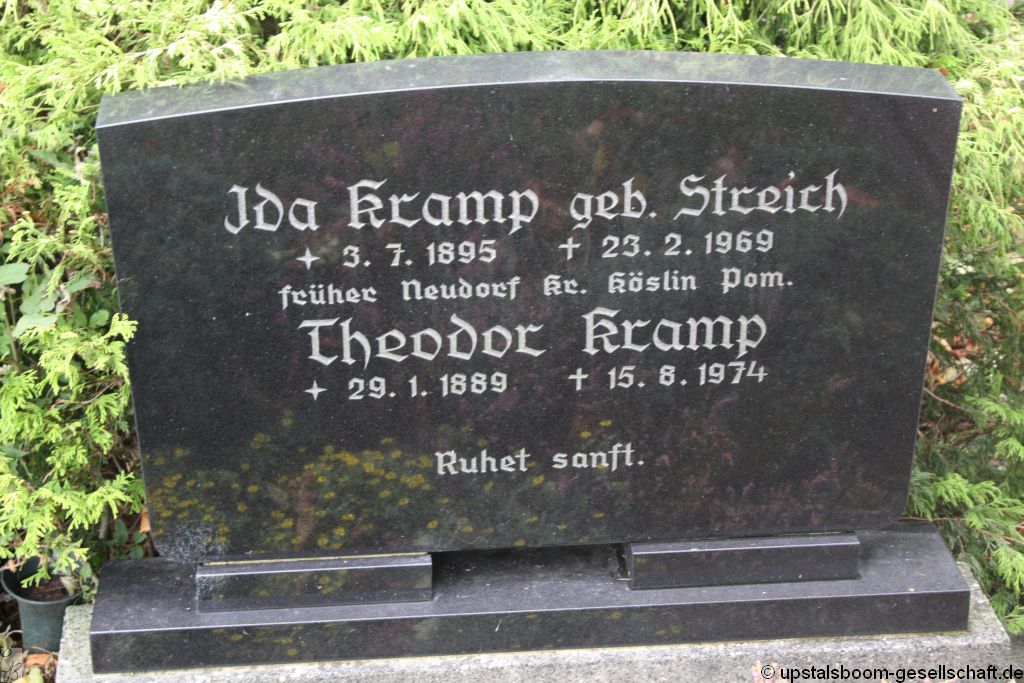 Ida Kramp geb. Streich
✦ 3. 7. 1895 ✝ 23. 2. 1969
früher Neudorf Kr. Köslin Pom.
Theodor Kramp
✦ 29. 1. 1889 ✝ 15. 8. 1974
Ruhet sanft.
© upstalsboom-gesellschaft.de